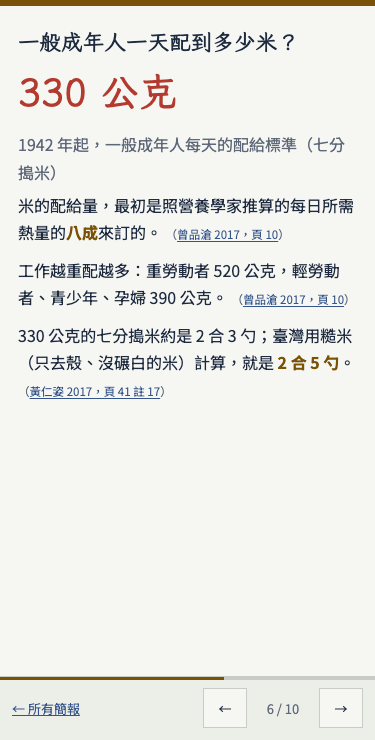 一般成年人一天配到多少米？
330 公克
1942 年起，一般成年人每天的配給標準（七分
搗米）
米的配給量，最初是照營養學家推算的每日所需
熱量的八成來訂的。（曾品滄 2017，頁 10）
工作越重配越多：重勞動者 520 公克，輕勞動
者、青少年、孕婦 390 公克。（曾品滄 2017，頁 10）
330 公克的七分搗米約是 2 合 3 勺；臺灣用糙米
（只去殼、沒碾白的米）計算，就是 2 合 5 勺。
（黃仁姿 2017，頁 41 註 17）
← 所有簡報 ← 6 / 10 →